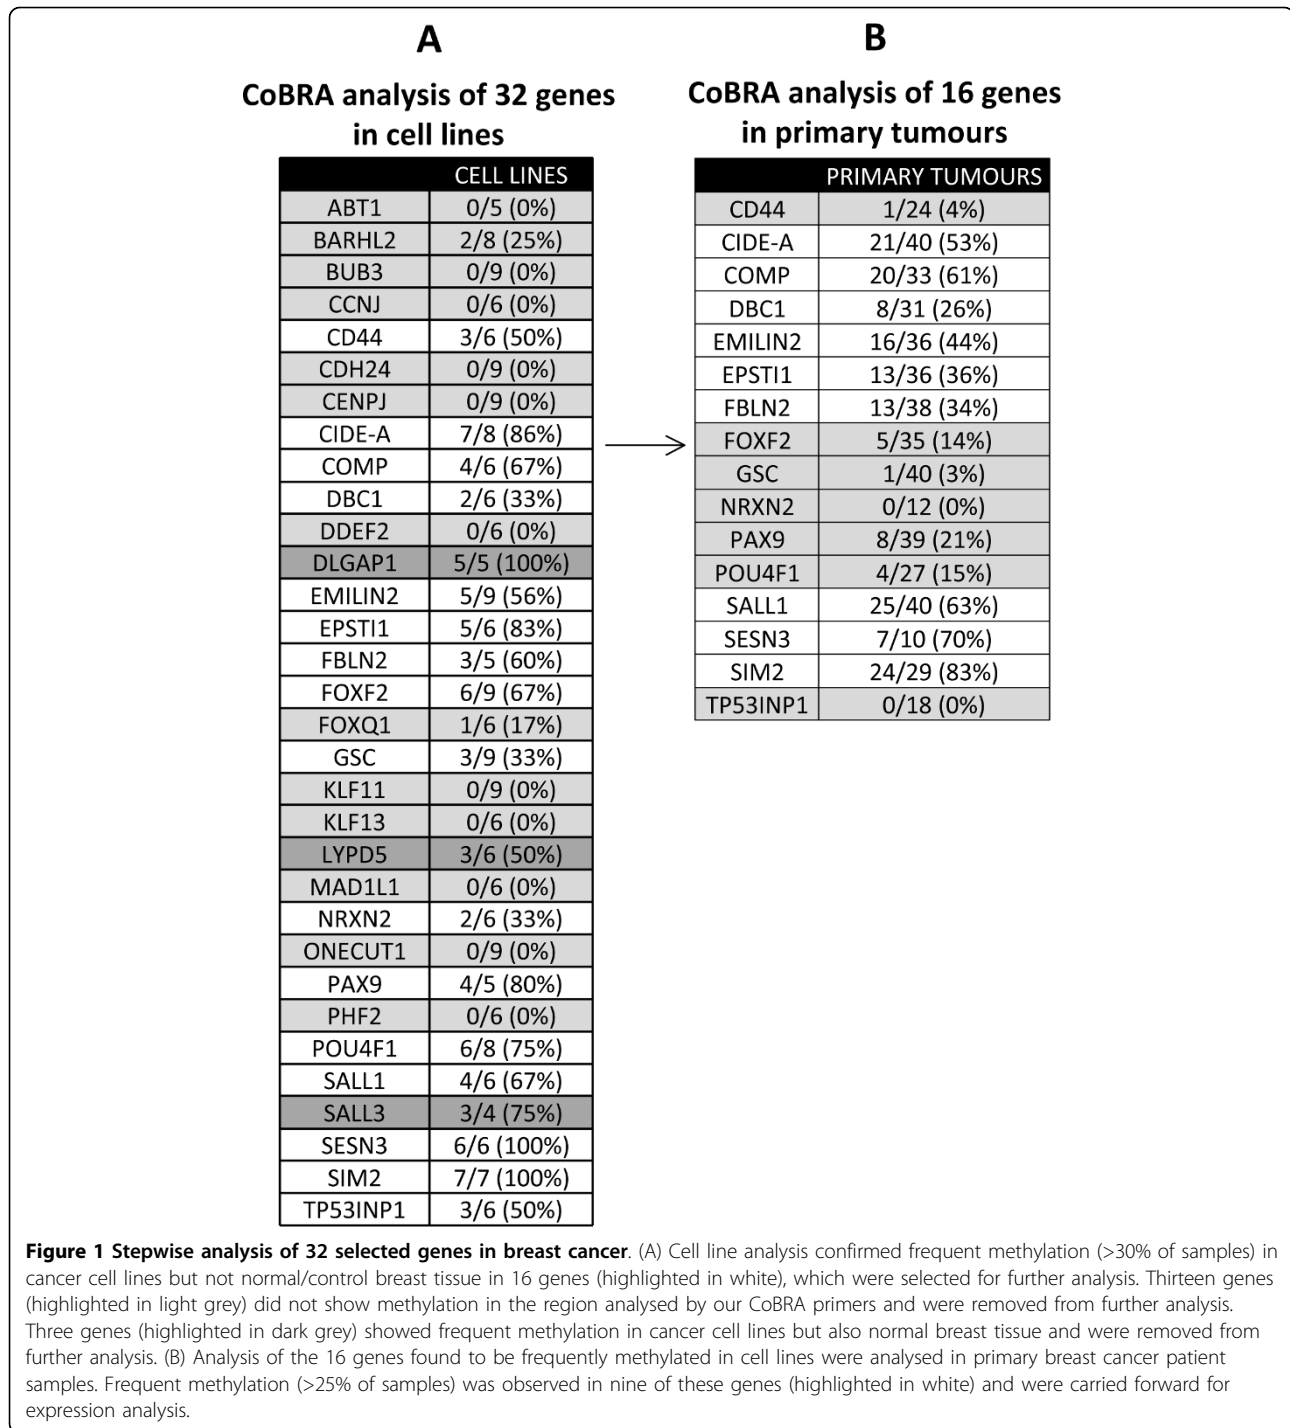 A
CoBRA analysis of 32 genes
in cell lines
CELL LINES
ABT1 0/5 (0%)
BARHL2 2/8 (25%)
BUB3 0/9 (0%)
CCNJ 0/6 (0%)
CD44 3/6 (50%)
CDH24 0/9 (0%)
CENPJ 0/9 (0%)
CIDE-A 7/8 (86%)
COMP 4/6 (67%)
DBC1 2/6 (33%)
DDEF2 0/6 (0%)
DLGAP1 5/5 (100%)
EMILIN2 5/9 (56%)
EPSTI1 5/6 (83%)
FBLN2 3/5 (60%)
FOXF2 6/9 (67%)
FOXQ1 1/6 (17%)
GSC 3/9 (33%)
KLF11 0/9 (0%)
KLF13 0/6 (0%)
LYPD5 3/6 (50%)
MAD1L1 0/6 (0%)
NRXN2 2/6 (33%)
ONECUT1 0/9 (0%)
PAX9 4/5 (80%)
PHF2 0/6 (0%)
POU4F1 6/8 (75%)
SALL1 4/6 (67%)
SALL3 3/4 (75%)
SESN3 6/6 (100%)
SIM2 7/7 (100%)
TP53INP1 3/6 (50%)
B
CoBRA analysis of 16 genes
in primary tumours
PRIMARY TUMOURS
CD44 1/24 (4%)
CIDE-A 21/40 (53%)
COMP 20/33 (61%)
DBC1 8/31 (26%)
EMILIN2 16/36 (44%)
EPSTI1 13/36 (36%)
FBLN2 13/38 (34%)
FOXF2 5/35 (14%)
GSC 1/40 (3%)
NRXN2 0/12 (0%)
PAX9 8/39 (21%)
POU4F1 4/27 (15%)
SALL1 25/40 (63%)
SESN3 7/10 (70%)
SIM2 24/29 (83%)
TP53INP1 0/18 (0%)
Figure 1 Stepwise analysis of 32 selected genes in breast cancer. (A) Cell line analysis confirmed frequent methylation (>30% of samples) in
cancer cell lines but not normal/control breast tissue in 16 genes (highlighted in white), which were selected for further analysis. Thirteen genes
(highlighted in light grey) did not show methylation in the region analysed by our CoBRA primers and were removed from further analysis.
Three genes (highlighted in dark grey) showed frequent methylation in cancer cell lines but also normal breast tissue and were removed from
further analysis. (B) Analysis of the 16 genes found to be frequently methylated in cell lines were analysed in primary breast cancer patient
samples. Frequent methylation (>25% of samples) was observed in nine of these genes (highlighted in white) and were carried forward for
expression analysis.